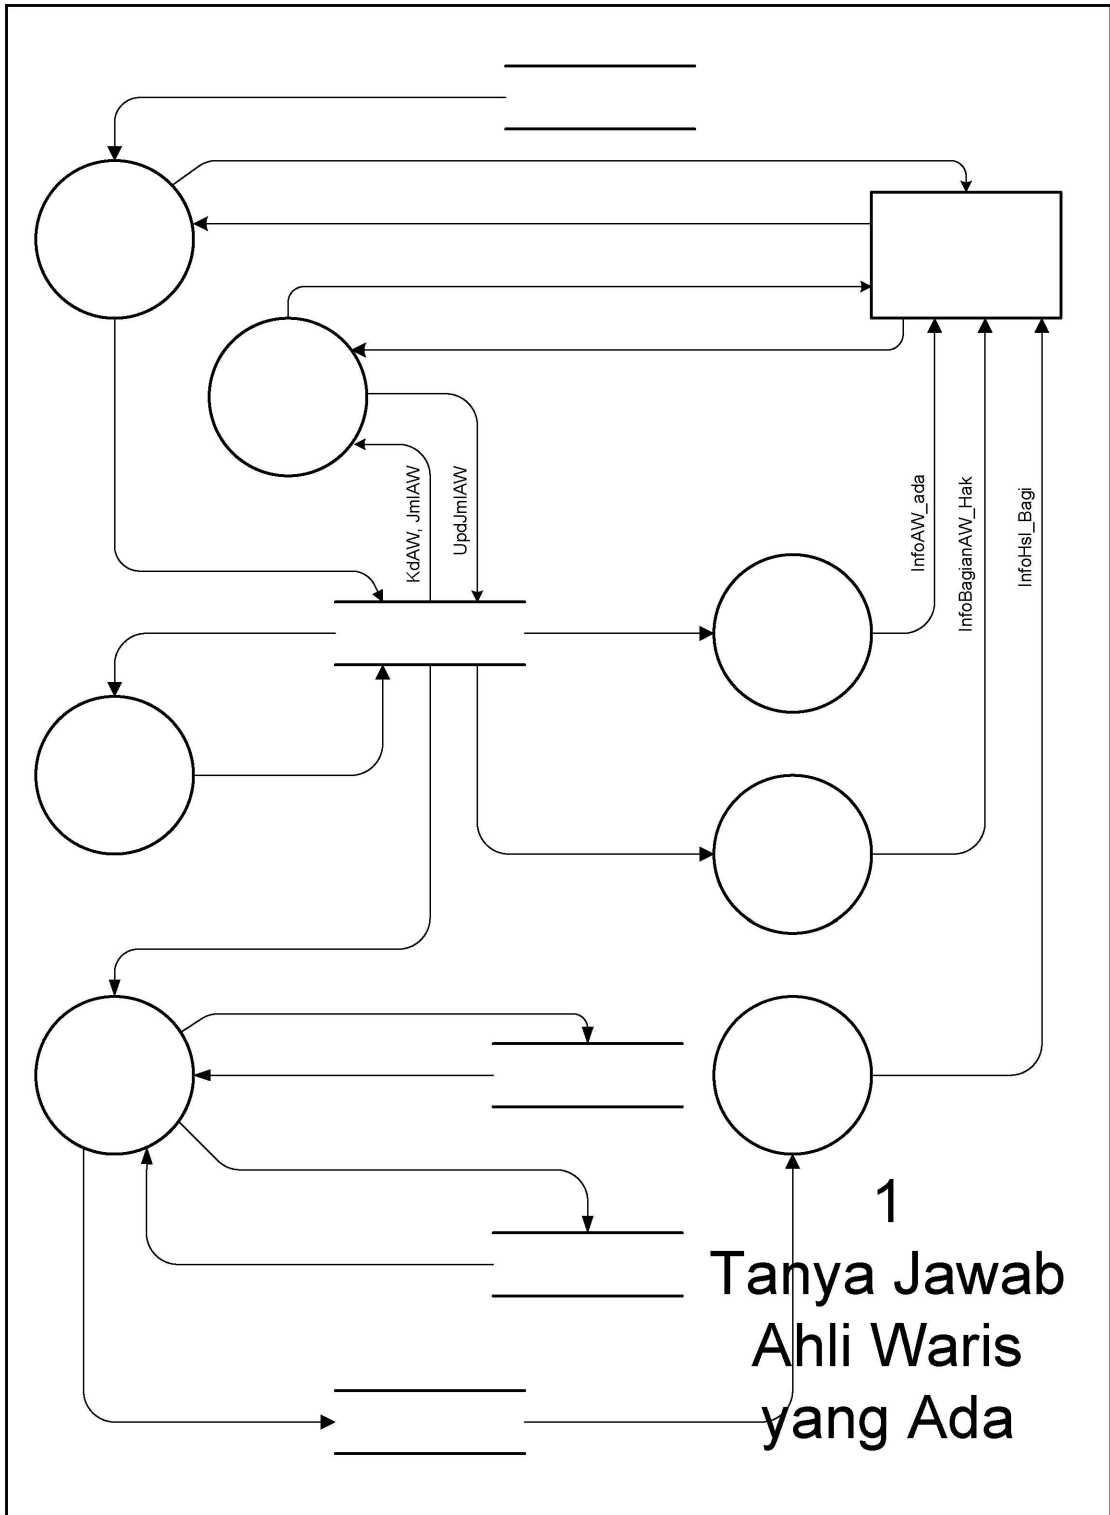 KdAW, JmlAW
UpdJmlAW
InfoAW_ada
InfoBagianAW_Hak
InfoHsl_Bagi
1
Tanya Jawab
Ahli Waris
yang Ada